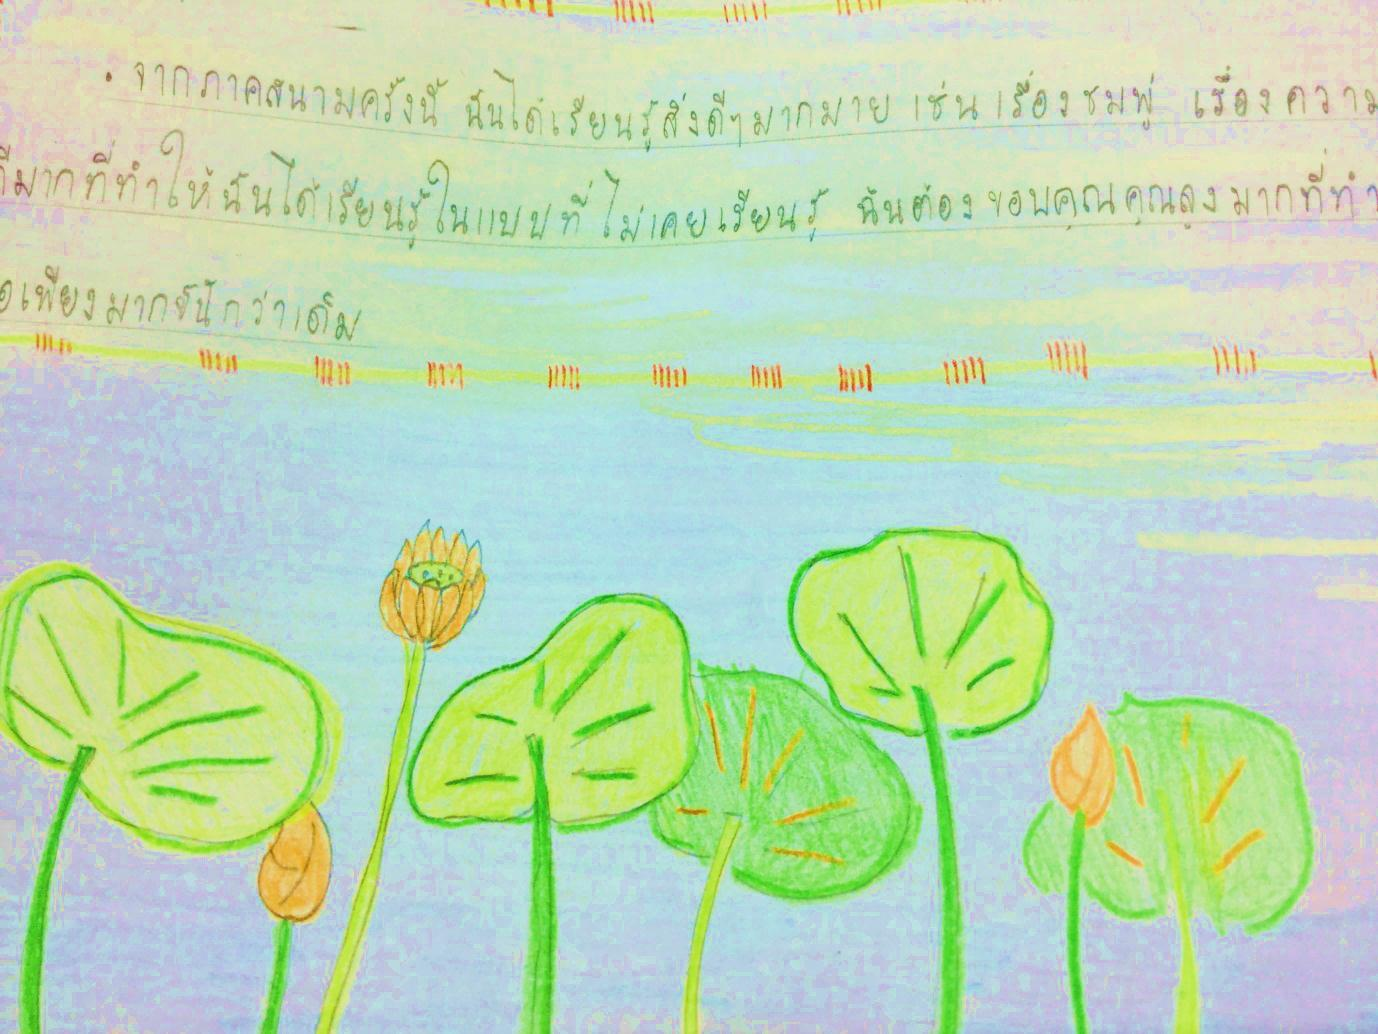 . จากภาคสนามครั้งนี้ ฉันได้เรียนรู้สิ่งดีๆมากมาย เช่น เรื่องชมพู่ เรื่องความ
ดีมากที่ทำให้ฉันได้เรียนรู้ในแบบที่ไม่เคยเรียนรู้ ฉันต้องขอบคุณคุณลุงมากที่ทำ
อเพียงมากขึ้นกว่าเดิม